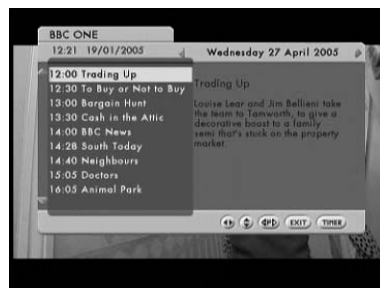 BBC ONE
12:21 19/01/2005
Wednesday 27 April 2005
12:00 Trading Up
12:30 To Buy or Not to Buy
13:00 Bargain Hunt
13:30 Cash in the Attic
14:00 BBC News
14:28 South Today
14:40 Neighbours
15:05 Doctors
16:05 Animal Park
Trading Up
Louise Lear and Jim Bellieni take
the team to Tamworth, to give a
decorative boost to a family
semi that's stuck on the property
market.
EXIT TIMER